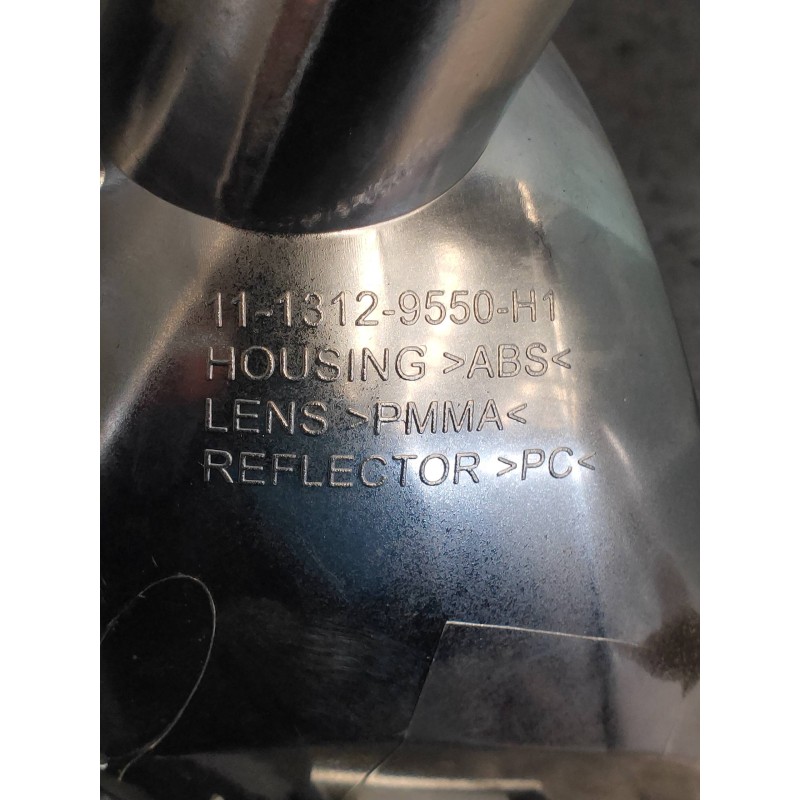 11-1312-9550-H1
HOUSING >ABS<
LENS >PMMA<
REFLECTOR >PC<